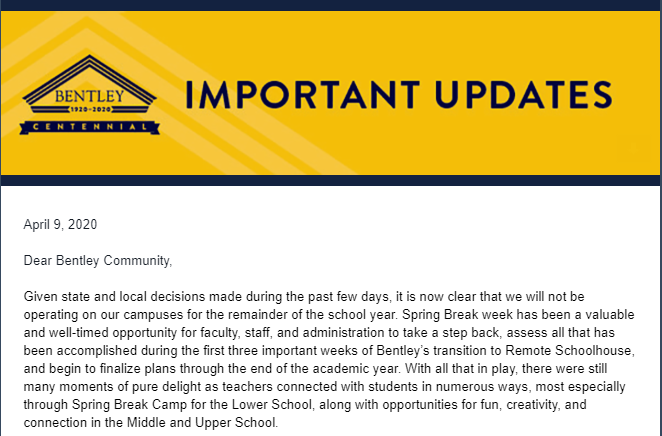 BENTLEY
1920-2020
CENTENNIAL
IMPORTANT UPDATES
April 9, 2020
Dear Bentley Community,
Given state and local decisions made during the past few days, it is now clear that we will not be
operating on our campuses for the remainder of the school year. Spring Break week has been a valuable
and well-timed opportunity for faculty, staff, and administration to take a step back, assess all that has
been accomplished during the first three important weeks of Bentley's transition to Remote Schoolhouse,
and begin to finalize plans through the end of the academic year. With all that in play, there were still
many moments of pure delight as teachers connected with students in numerous ways, most especially
through Spring Break Camp for the Lower School, along with opportunities for fun, creativity, and
connection in the Middle and Upper School.